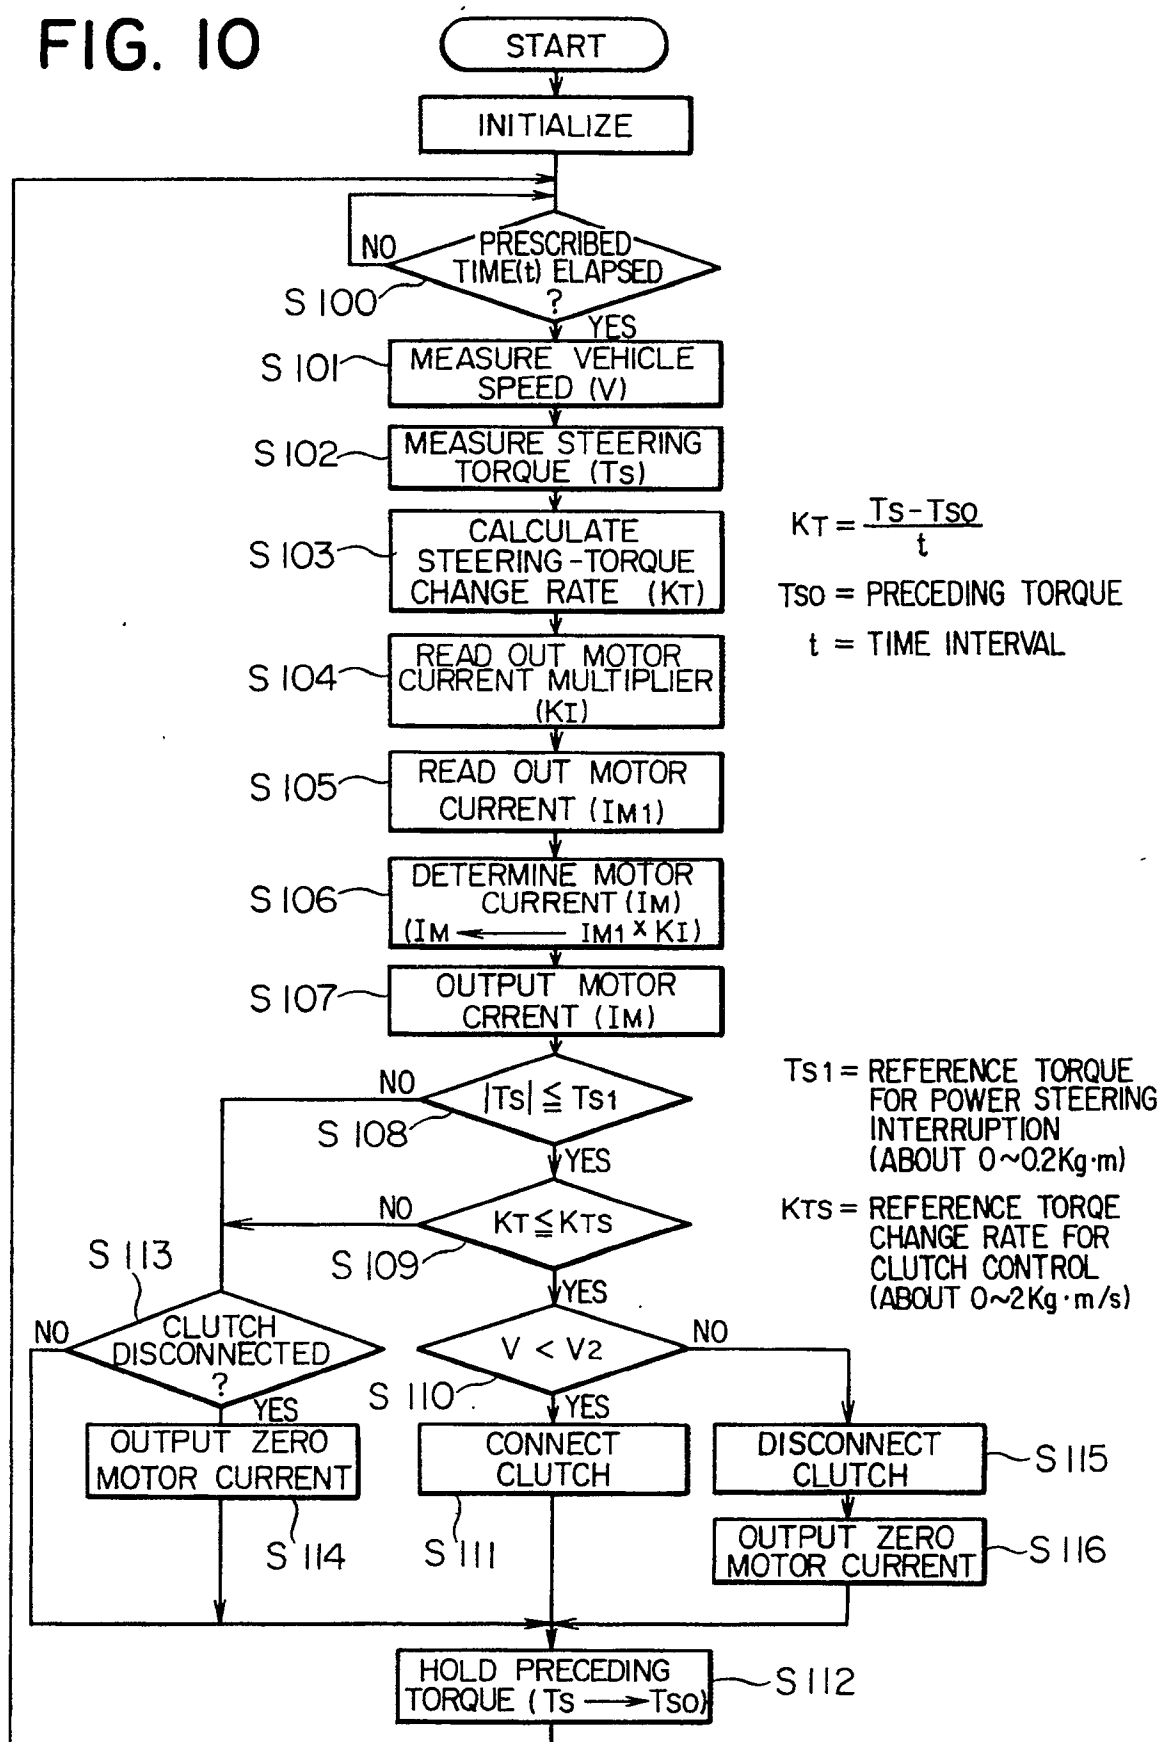 FIG. 10
START
INITIALIZE
NO
PRESCRIBED
TIME(t) ELAPSED
?
S 100
YES
S 101
MEASURE VEHICLE
SPEED (V)
S 102
MEASURE STEERING
TORQUE (TS)
S 103
CALCULATE
STEERING-TORQUE
CHANGE RATE (KT)
KT = TS-TSO
t
TSO = PRECEDING TORQUE
t = TIME INTERVAL
S 104
READ OUT MOTOR
CURRENT MULTIPLIER
(KI)
S 105
READ OUT MOTOR
CURRENT (IM1)
S 106
DETERMINE MOTOR
CURRENT (IM)
(IM ← IM1 x KI)
S 107
OUTPUT MOTOR
CRRENT (IM)
NO
|TS| ≦ TS1
S 108
YES
TS1 = REFERENCE TORQUE
FOR POWER STEERING
INTERRUPTION
(ABOUT 0~0.2Kg·m)
NO
KT ≦ KTS
S 109
YES
KTS = REFERENCE TORQE
CHANGE RATE FOR
CLUTCH CONTROL
(ABOUT 0~2Kg·m/s)
S 113
NO
CLUTCH
DISCONNECTED
?
YES
V < V2
NO
S 110
YES
OUTPUT ZERO
MOTOR CURRENT
S 114
CONNECT
CLUTCH
S 111
DISCONNECT
CLUTCH
S 115
OUTPUT ZERO
MOTOR CURRENT
S 116
HOLD PRECEDING
TORQUE (TS → TSO)
S 112